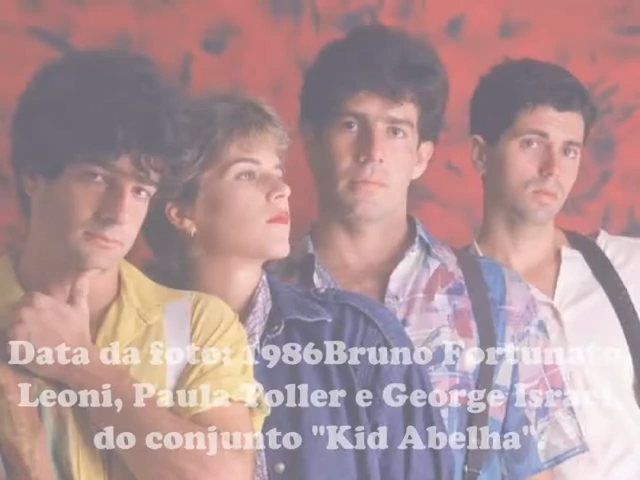 Data da foto: 1986Bruno Fortunato,
Leoni, Paula Toller e George Israel,
do conjunto "Kid Abelha".